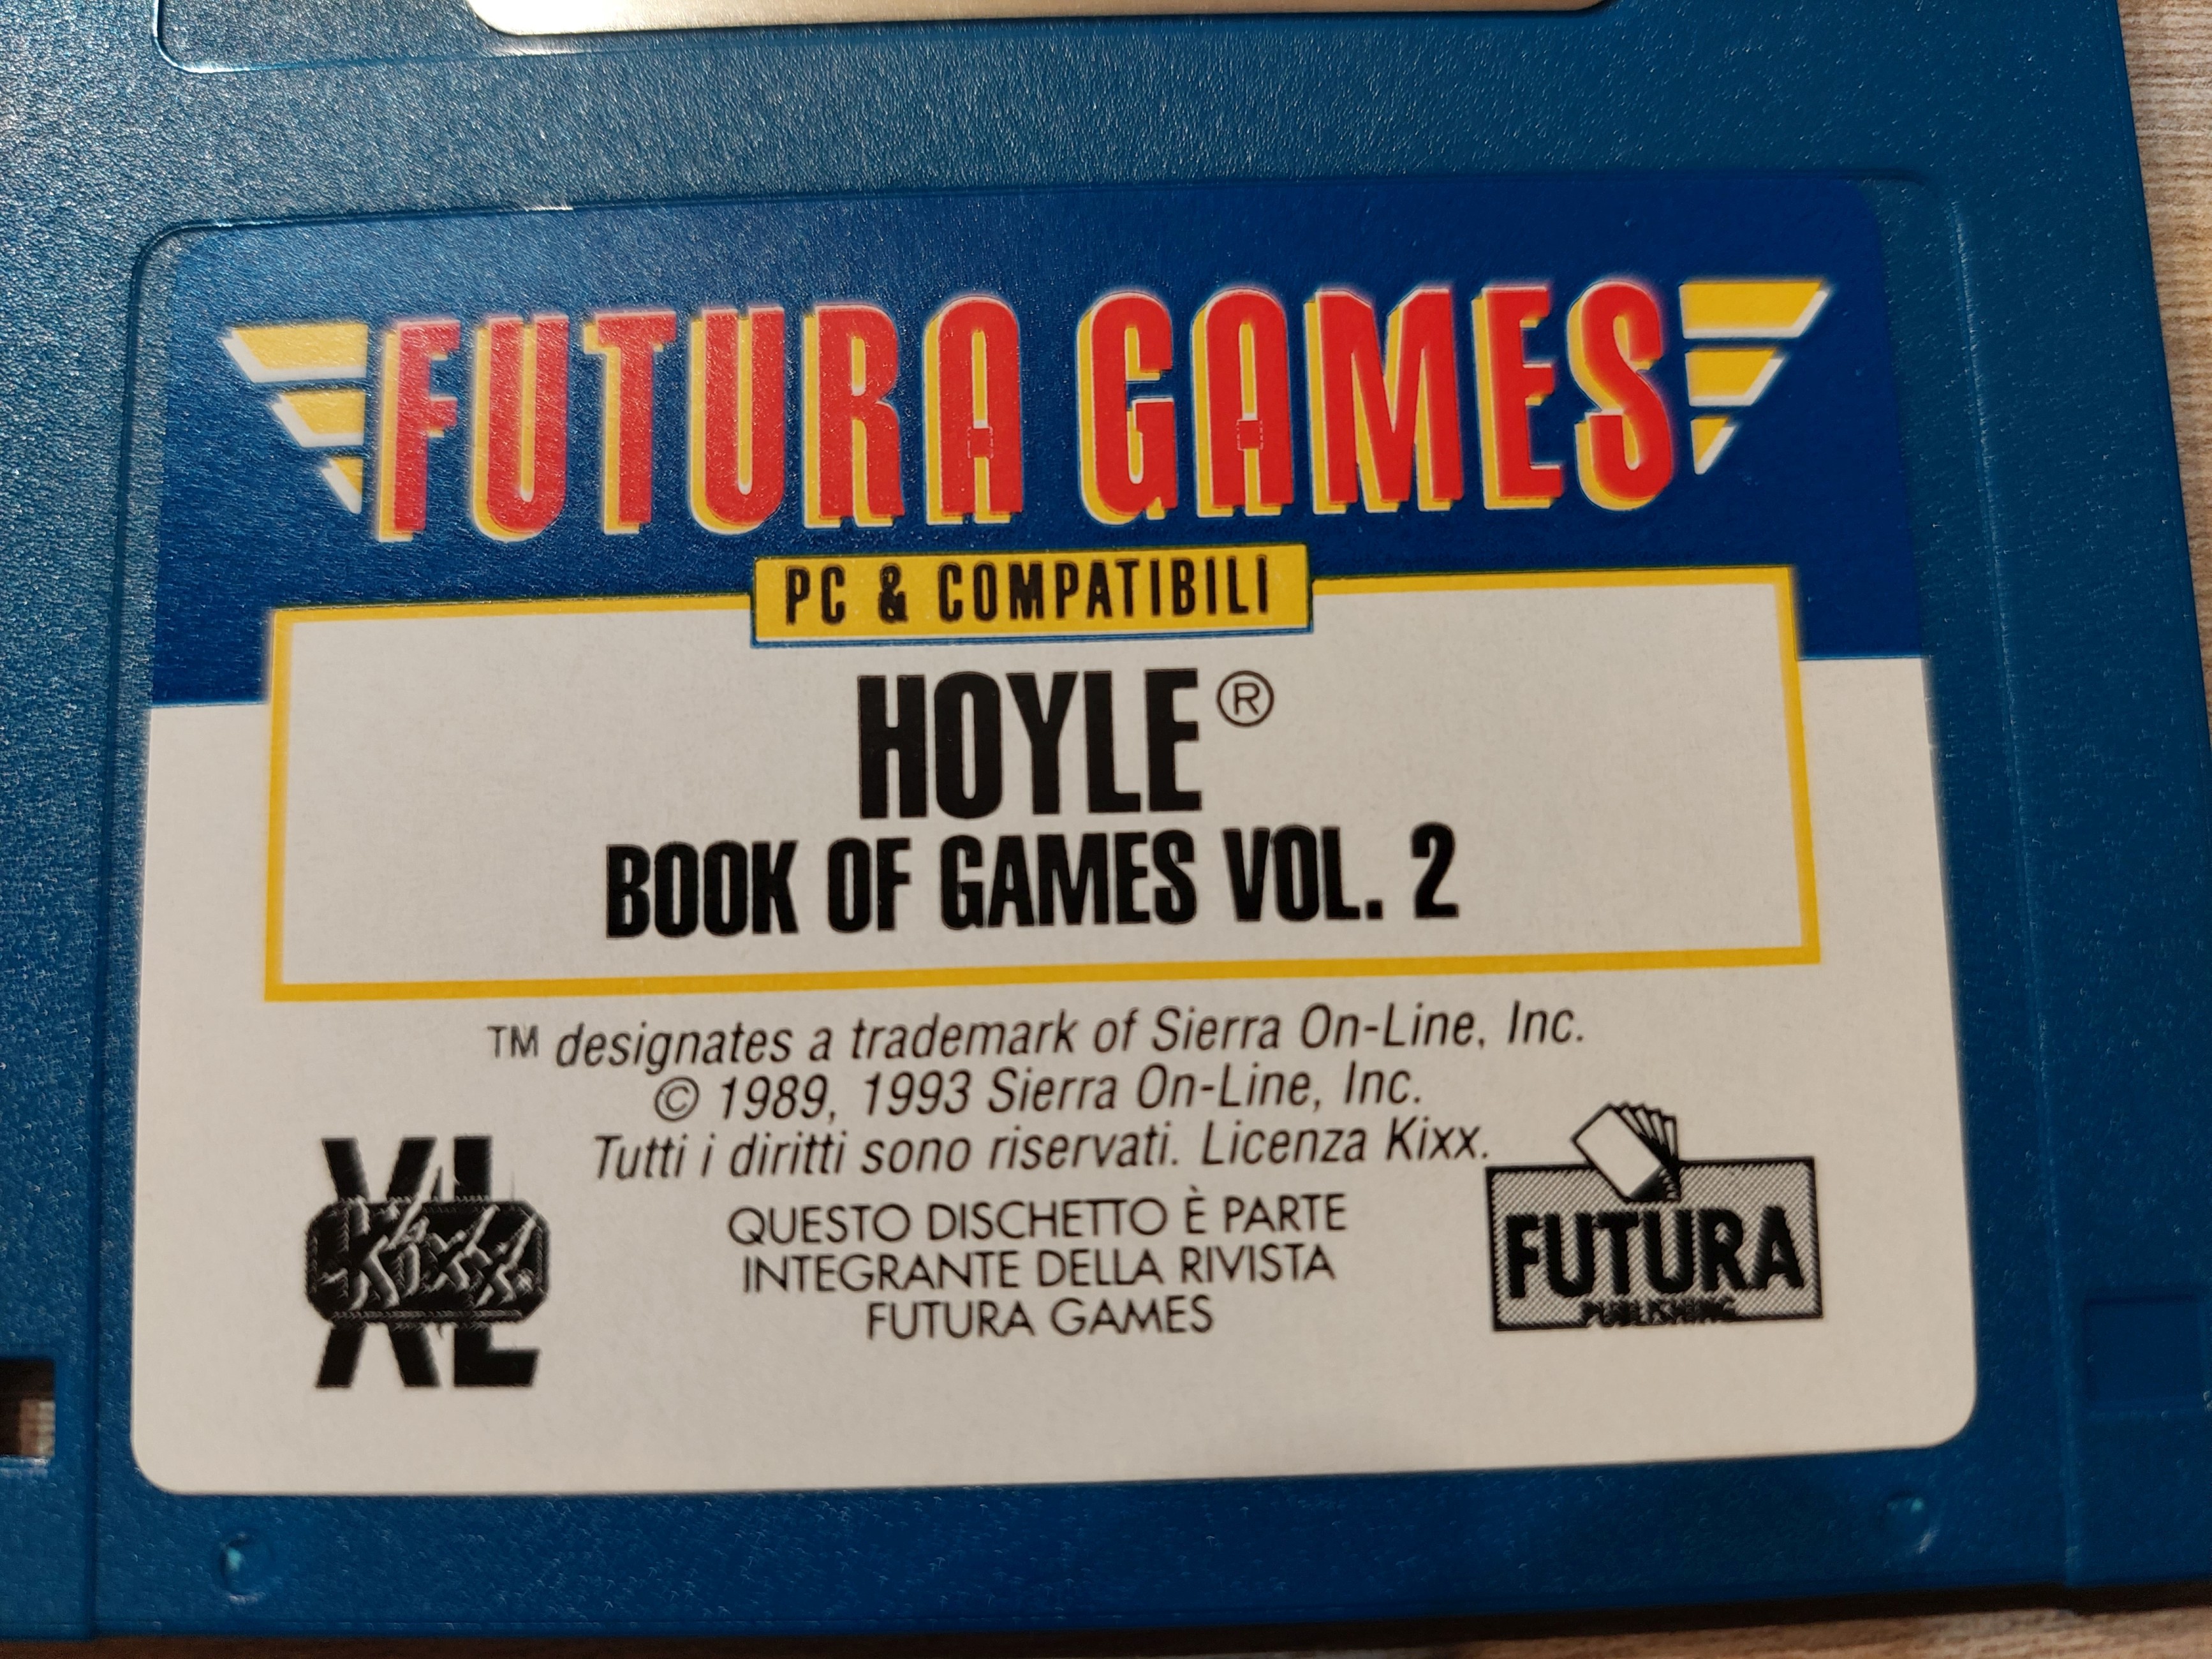 FUTURA GAMES
PC & COMPATIBILI
HOYLE®
BOOK OF GAMES VOL. 2
TM designates a trademark of Sierra On-Line, Inc.
© 1989, 1993 Sierra On-Line, Inc.
Tutti i diritti sono riservati. Licenza Kixx.
XL
Kixx
QUESTO DISCHETTO È PARTE
INTEGRANTE DELLA RIVISTA
FUTURA GAMES
FUTURA
PUBLISHING